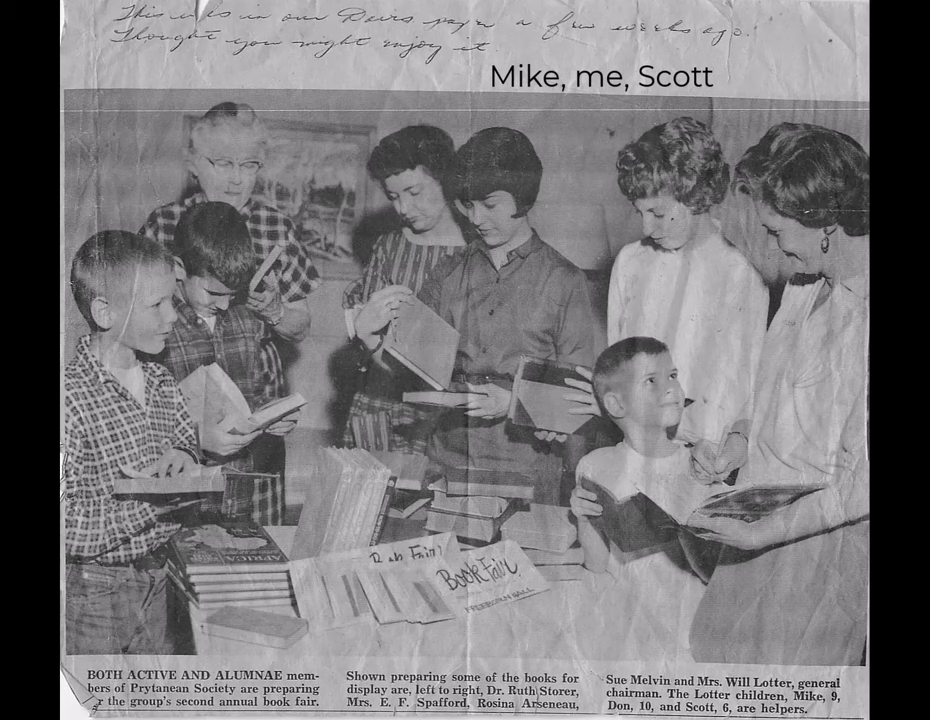 This was in our Davis paper a few weeks ago.
Thought you might enjoy it
Mike, me, Scott
AFRICA
Book Fair!
Book Fair!
FREEBORN HALL
BOTH ACTIVE AND ALUMNAE mem-
bers of Prytanean Society are preparing
r the group's second annual book fair.
Shown preparing some of the books for
display are, left to right, Dr. Ruth Storer,
Mrs. E. F. Spafford, Rosina Arseneau,
Sue Melvin and Mrs. Will Lotter, general
chairman. The Lotter children, Mike, 9,
Don, 10, and Scott, 6, are helpers.